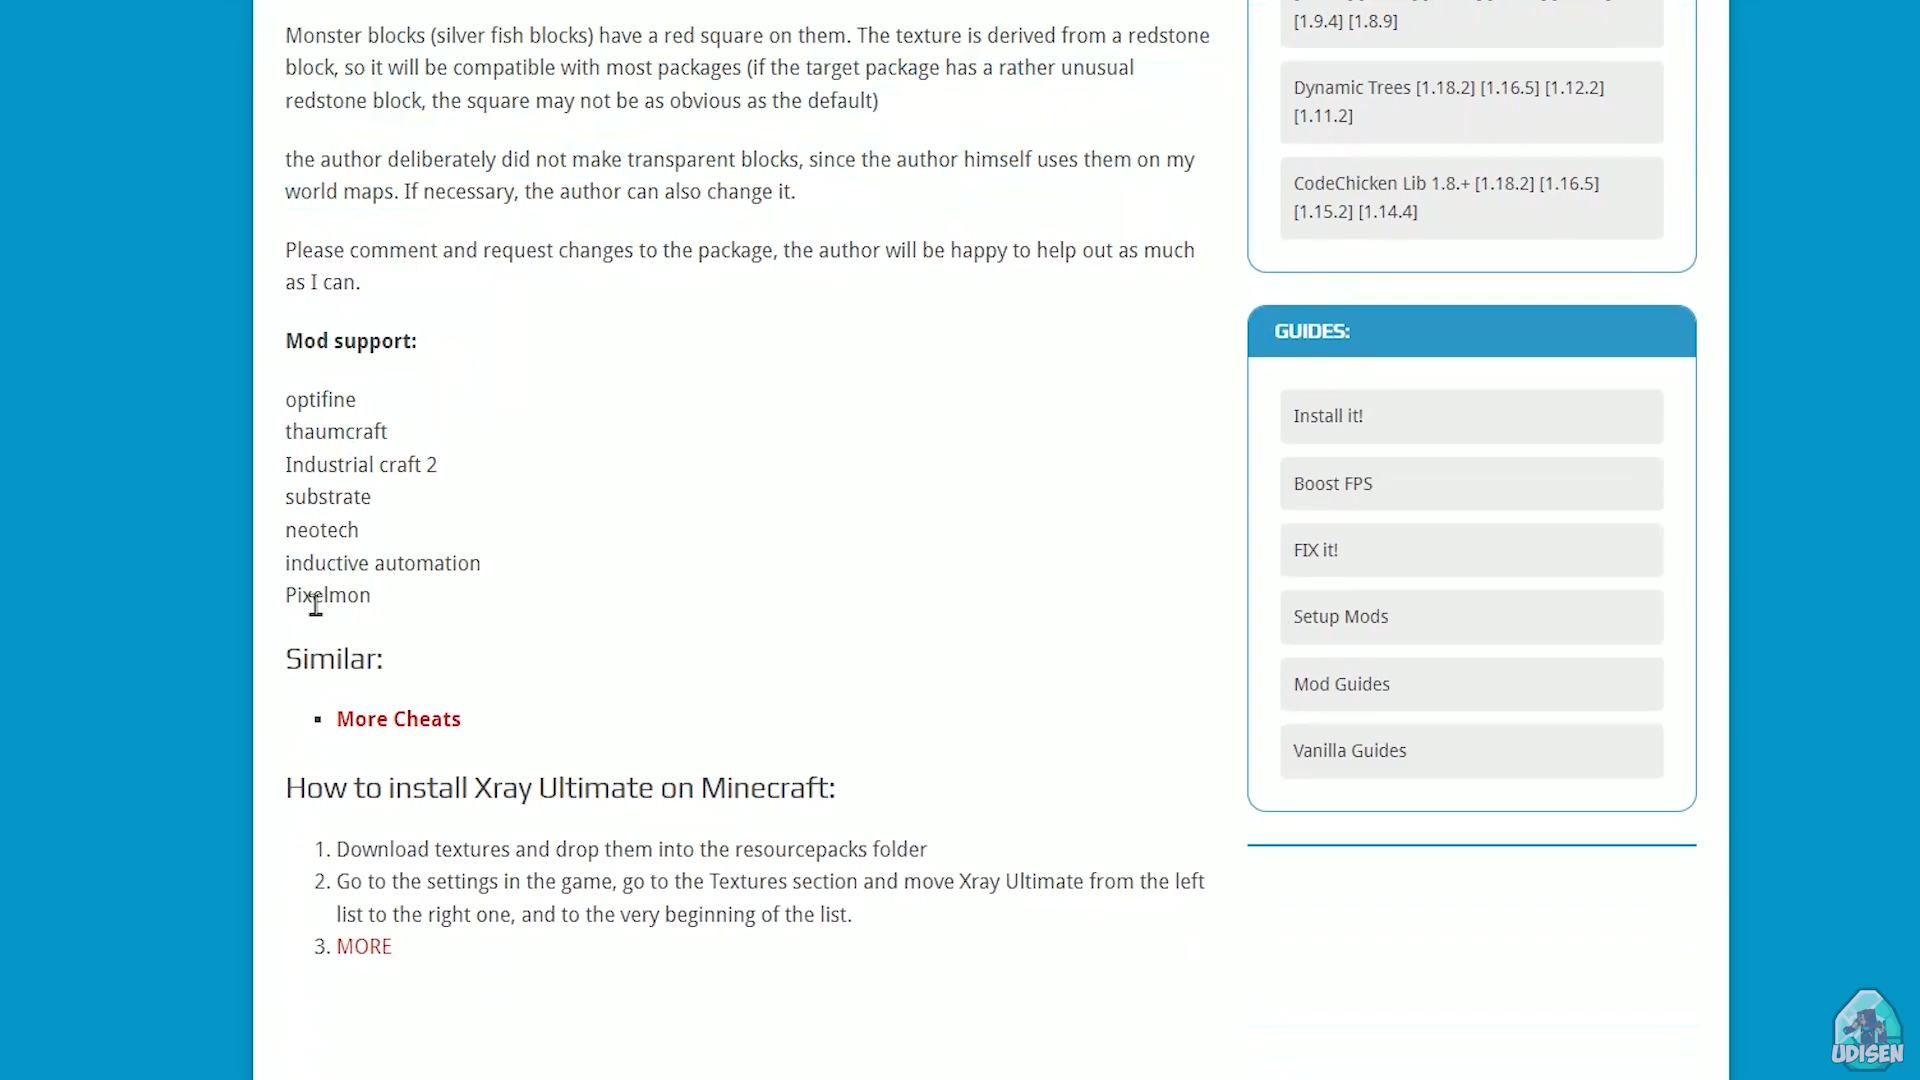 Monster blocks (silver fish blocks) have a red square on them. The texture is derived from a redstone
block, so it will be compatible with most packages (if the target package has a rather unusual
redstone block, the square may not be as obvious as the default)
the author deliberately did not make transparent blocks, since the author himself uses them on my
world maps. If necessary, the author can also change it.
Please comment and request changes to the package, the author will be happy to help out as much
as I can.
Mod support:
optifine
thaumcraft
Industrial craft 2
substrate
neotech
inductive automation
Pixelmon
Similar:
▪ More Cheats
How to install Xray Ultimate on Minecraft:
1. Download textures and drop them into the resourcepacks folder
2. Go to the settings in the game, go to the Textures section and move Xray Ultimate from the left
list to the right one, and to the very beginning of the list.
3. MORE
[1.9.4] [1.8.9]
Dynamic Trees [1.18.2] [1.16.5] [1.12.2]
[1.11.2]
CodeChicken Lib 1.8.+ [1.18.2] [1.16.5]
[1.15.2] [1.14.4]
GUIDES:
Install it!
Boost FPS
FIX it!
Setup Mods
Mod Guides
Vanilla Guides
UDISEN